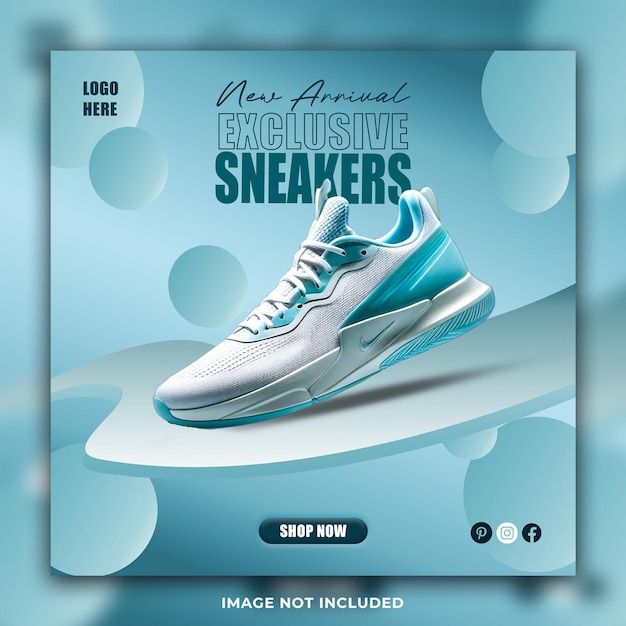 LOGO
HERE
New Arrival
EXCLUSIVE
SNEAKERS
SHOP NOW
IMAGE NOT INCLUDED